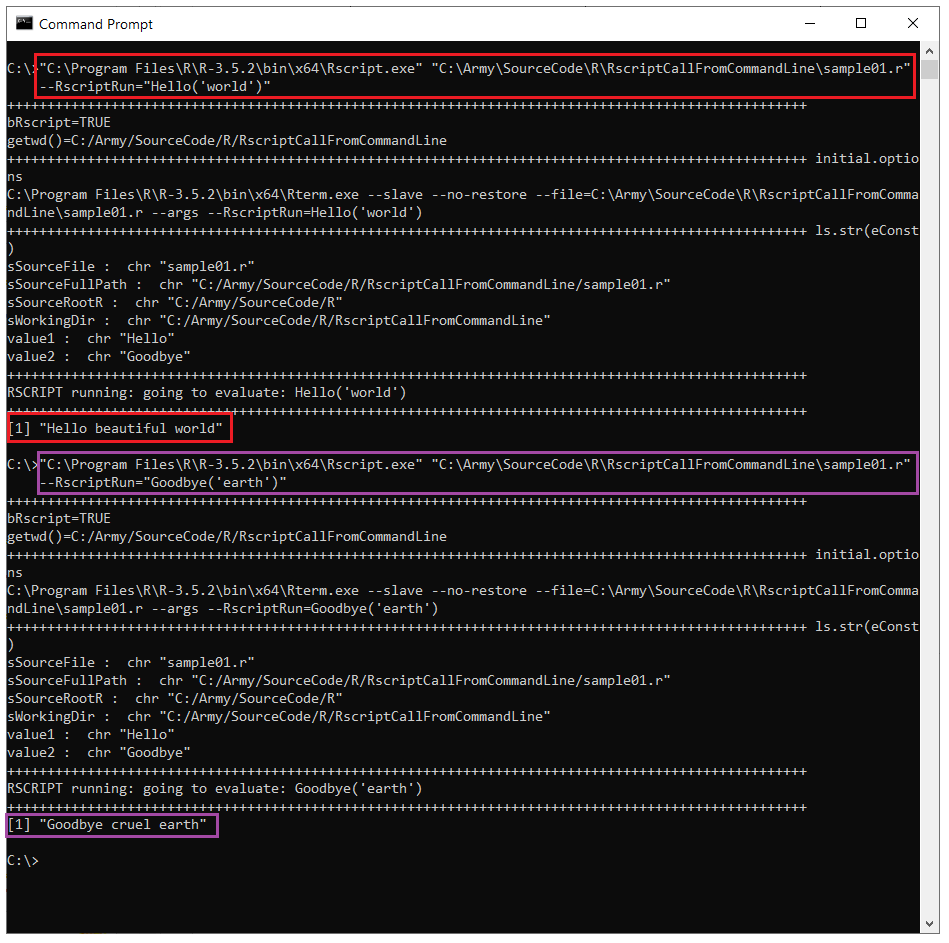 Command Prompt
C:\>"C:\Program Files\R\R-3.5.2\bin\x64\Rscript.exe" "C:\Army\SourceCode\R\RscriptCallFromCommandLine\sample01.r"
--RscriptRun="Hello('world')"
++++++++++++++++++++++++++++++++++++++++++++++++++++++++++++++++++++++++++++++++++++++++++++++++++++
bRscript=TRUE
getwd()=C:/Army/SourceCode/R/RscriptCallFromCommandLine
++++++++++++++++++++++++++++++++++++++++++++++++++++++++++++++++++++++++++++++++++++++++++++++++++++ initial.optio
ns
C:\Program Files\R\R-3.5.2\bin\x64\Rterm.exe --slave --no-restore --file=C:\Army\SourceCode\R\RscriptCallFromComma
ndLine\sample01.r --args --RscriptRun=Hello('world')
++++++++++++++++++++++++++++++++++++++++++++++++++++++++++++++++++++++++++++++++++++++++++++++++++++ ls.str(eConst
)
sSourceFile :  chr "sample01.r"
sSourceFullPath :  chr "C:/Army/SourceCode/R/RscriptCallFromCommandLine/sample01.r"
sSourceRootR :  chr "C:/Army/SourceCode/R"
sWorkingDir :  chr "C:/Army/SourceCode/R/RscriptCallFromCommandLine"
value1 :  chr "Hello"
value2 :  chr "Goodbye"
++++++++++++++++++++++++++++++++++++++++++++++++++++++++++++++++++++++++++++++++++++++++++++++++++++
RSCRIPT running: going to evaluate: Hello('world')
++++++++++++++++++++++++++++++++++++++++++++++++++++++++++++++++++++++++++++++++++++++++++++++++++++
[1] "Hello beautiful world"
C:\>"C:\Program Files\R\R-3.5.2\bin\x64\Rscript.exe" "C:\Army\SourceCode\R\RscriptCallFromCommandLine\sample01.r"
--RscriptRun="Goodbye('earth')"
++++++++++++++++++++++++++++++++++++++++++++++++++++++++++++++++++++++++++++++++++++++++++++++++++++
bRscript=TRUE
getwd()=C:/Army/SourceCode/R/RscriptCallFromCommandLine
++++++++++++++++++++++++++++++++++++++++++++++++++++++++++++++++++++++++++++++++++++++++++++++++++++ initial.optio
ns
C:\Program Files\R\R-3.5.2\bin\x64\Rterm.exe --slave --no-restore --file=C:\Army\SourceCode\R\RscriptCallFromComma
ndLine\sample01.r --args --RscriptRun=Goodbye('earth')
++++++++++++++++++++++++++++++++++++++++++++++++++++++++++++++++++++++++++++++++++++++++++++++++++++ ls.str(eConst
)
sSourceFile :  chr "sample01.r"
sSourceFullPath :  chr "C:/Army/SourceCode/R/RscriptCallFromCommandLine/sample01.r"
sSourceRootR :  chr "C:/Army/SourceCode/R"
sWorkingDir :  chr "C:/Army/SourceCode/R/RscriptCallFromCommandLine"
value1 :  chr "Hello"
value2 :  chr "Goodbye"
++++++++++++++++++++++++++++++++++++++++++++++++++++++++++++++++++++++++++++++++++++++++++++++++++++
RSCRIPT running: going to evaluate: Goodbye('earth')
++++++++++++++++++++++++++++++++++++++++++++++++++++++++++++++++++++++++++++++++++++++++++++++++++++
[1] "Goodbye cruel earth"
C:\>